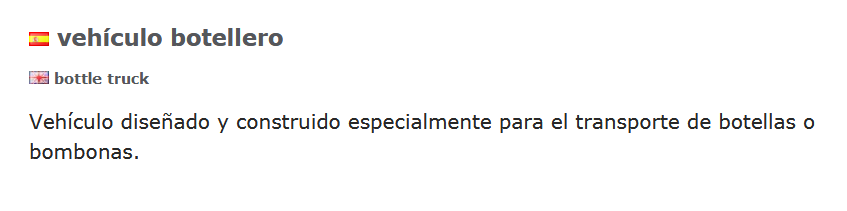 vehículo botellero
bottle truck
Vehículo diseñado y construido especialmente para el transporte de botellas o
bombonas.